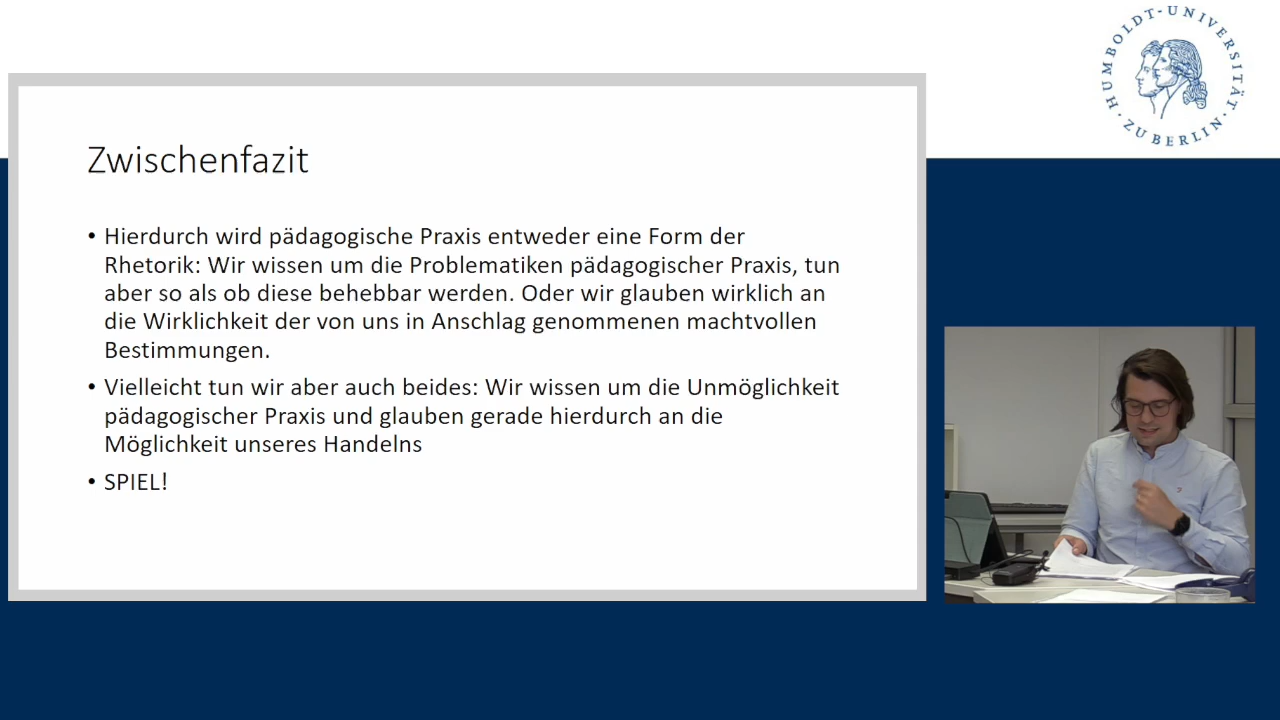 HUMBOLDT-UNIVERSITÄT
ZU BERLIN
Zwischenfazit
• Hierdurch wird pädagogische Praxis entweder eine Form der
Rhetorik: Wir wissen um die Problematiken pädagogischer Praxis, tun
aber so als ob diese behebbar werden. Oder wir glauben wirklich an
die Wirklichkeit der von uns in Anschlag genommenen machtvollen
Bestimmungen.
• Vielleicht tun wir aber auch beides: Wir wissen um die Unmöglichkeit
pädagogischer Praxis und glauben gerade hierdurch an die
Möglichkeit unseres Handelns
• SPIEL!